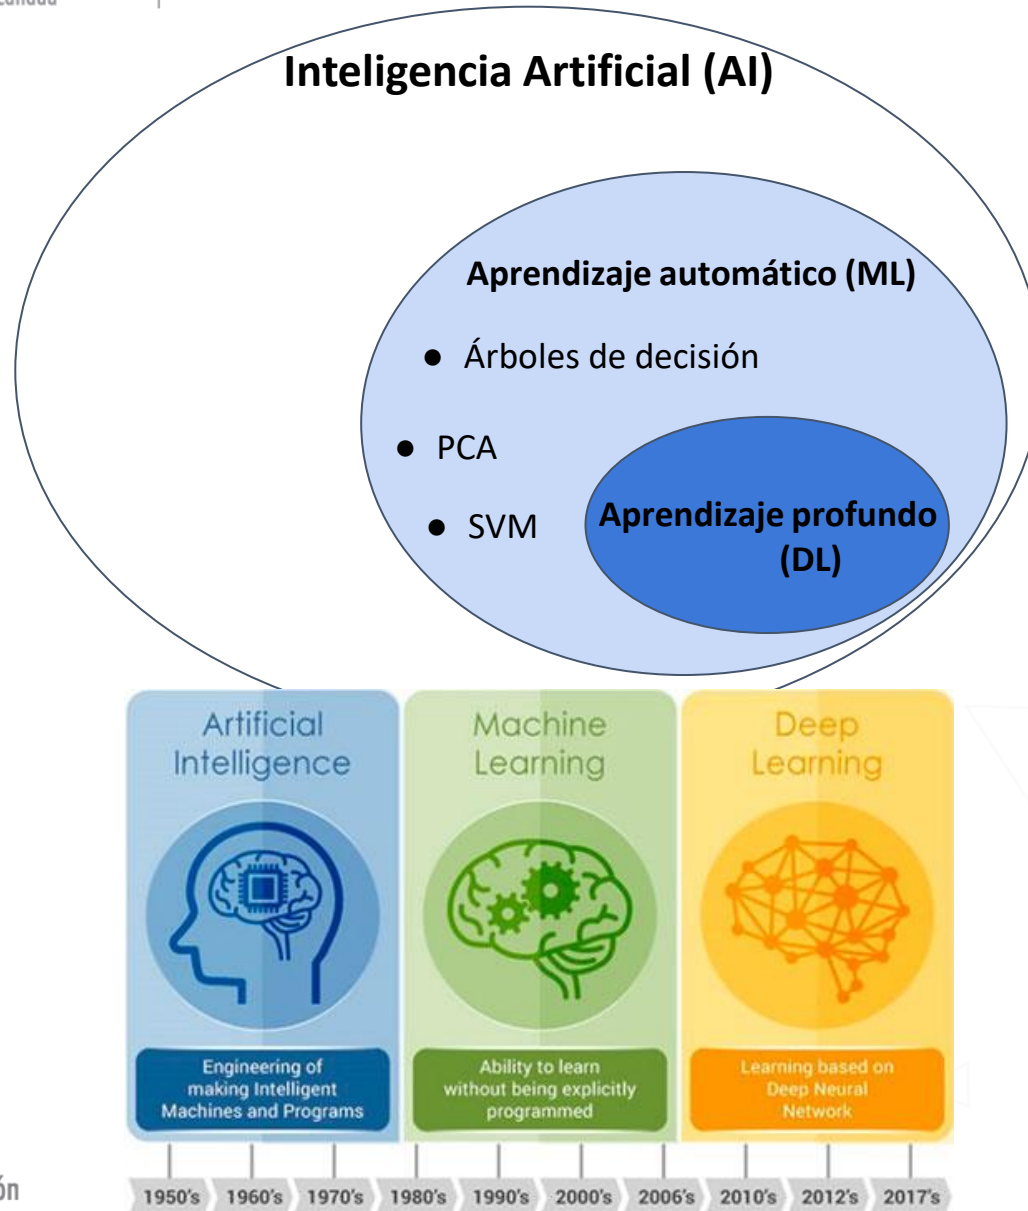 Inteligencia Artificial (AI)
Aprendizaje automático (ML)
● Árboles de decisión
● PCA
● SVM
Aprendizaje profundo
(DL)
Artificial
Intelligence
Machine
Learning
Deep
Learning
Engineering of
making Intelligent
Machines and Programs
Ability to learn
without being explicitly
programmed
Learning based on
Deep Neural
Network
1950's 1960's 1970's 1980's 1990's 2000's 2006's 2010's 2012's 2017's